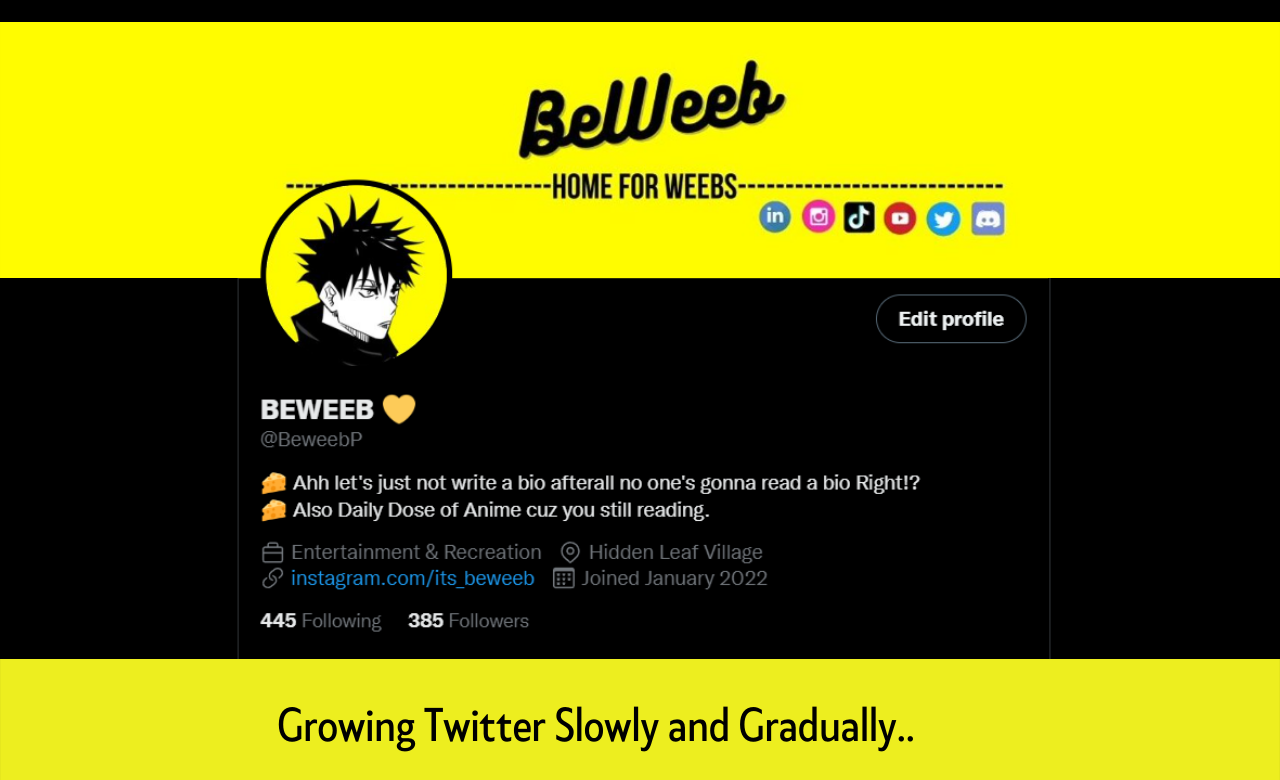 BeWeeb
---------------------------HOME FOR WEEBS---------------------------
in
Edit profile
BEWEEB 💛
@BeweebP
🧀 Ahh let's just not write a bio afterall no one's gonna read a bio Right!?
🧀 Also Daily Dose of Anime cuz you still reading.
Entertainment & Recreation Hidden Leaf Village
instagram.com/its_beweeb Joined January 2022
445 Following 385 Followers
Growing Twitter Slowly and Gradually..